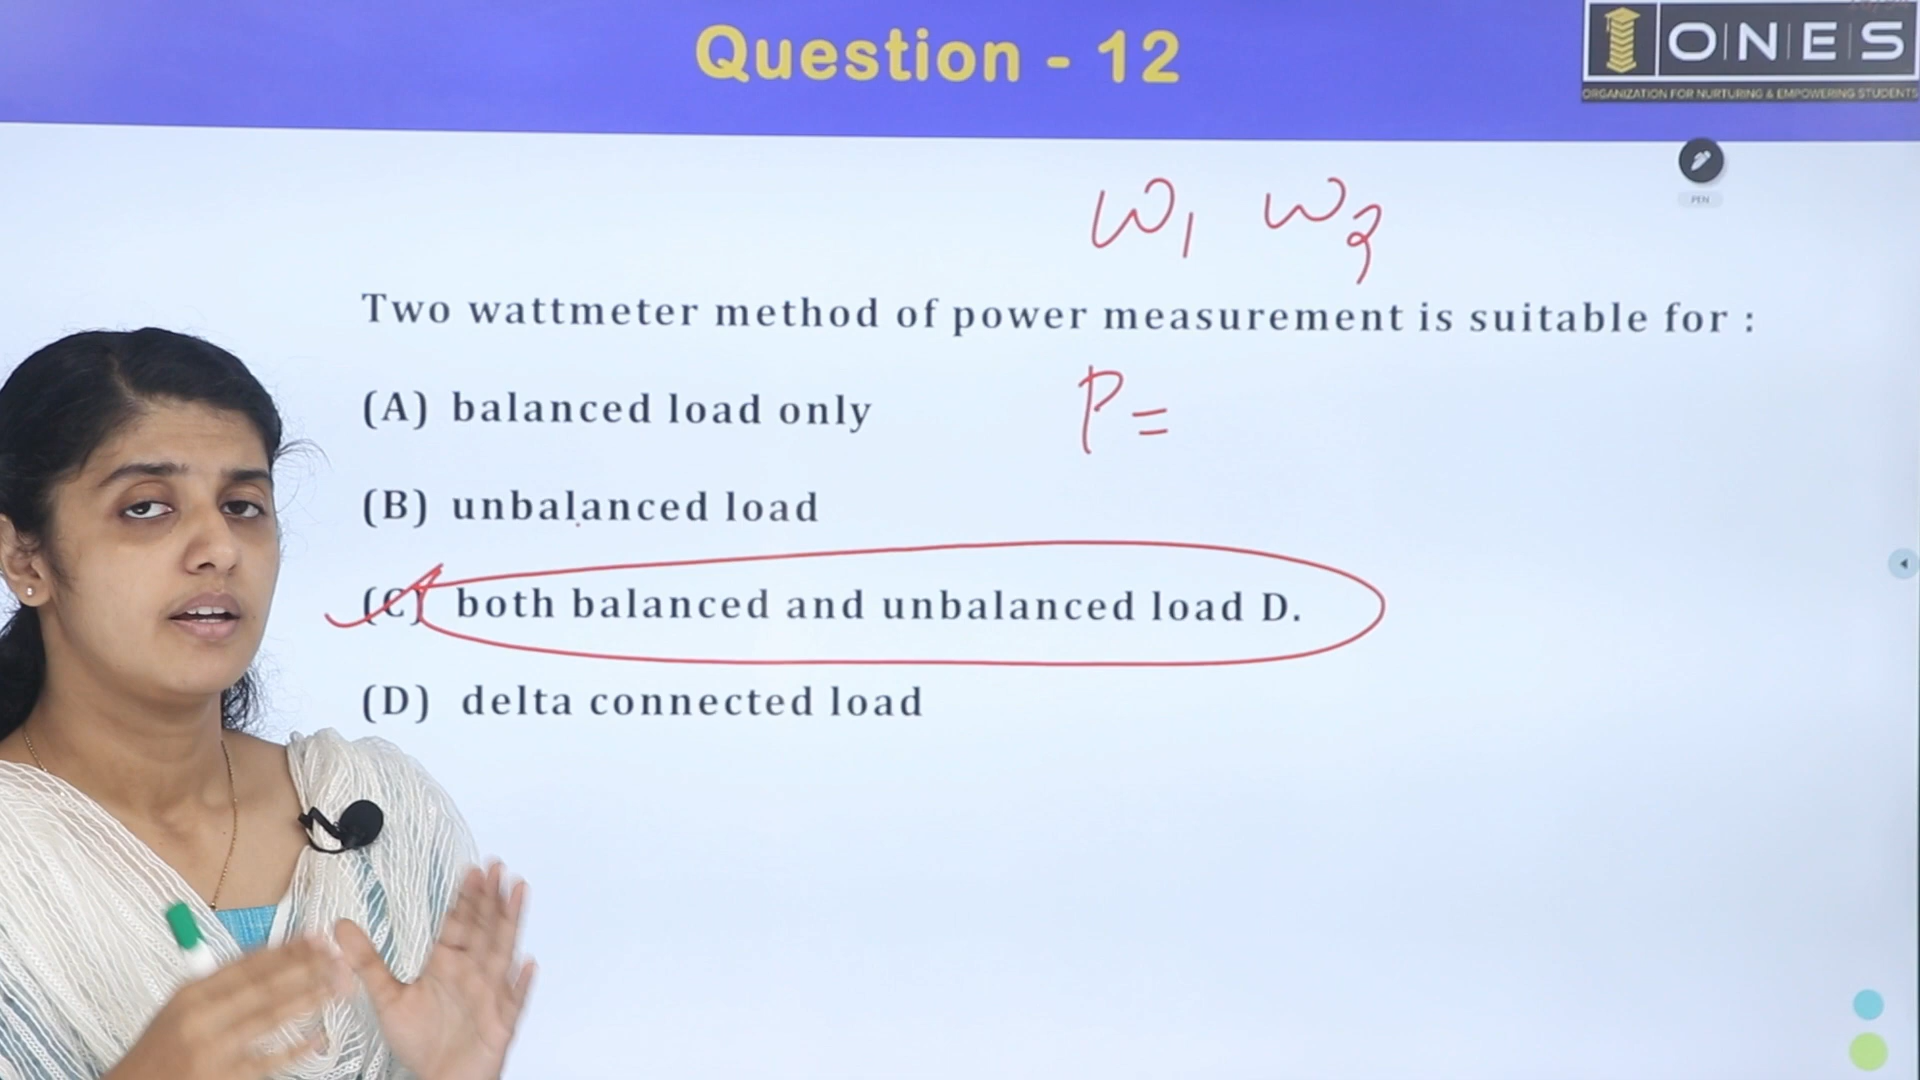 Question - 12
ONES
ORGANIZATION FOR NURTURING & EMPOWERING STUDENTS
PEN
W1 W2
Two wattmeter method of power measurement is suitable for :
(A) balanced load only
P =
(B) unbalanced load
(C) both balanced and unbalanced load D.
(D) delta connected load